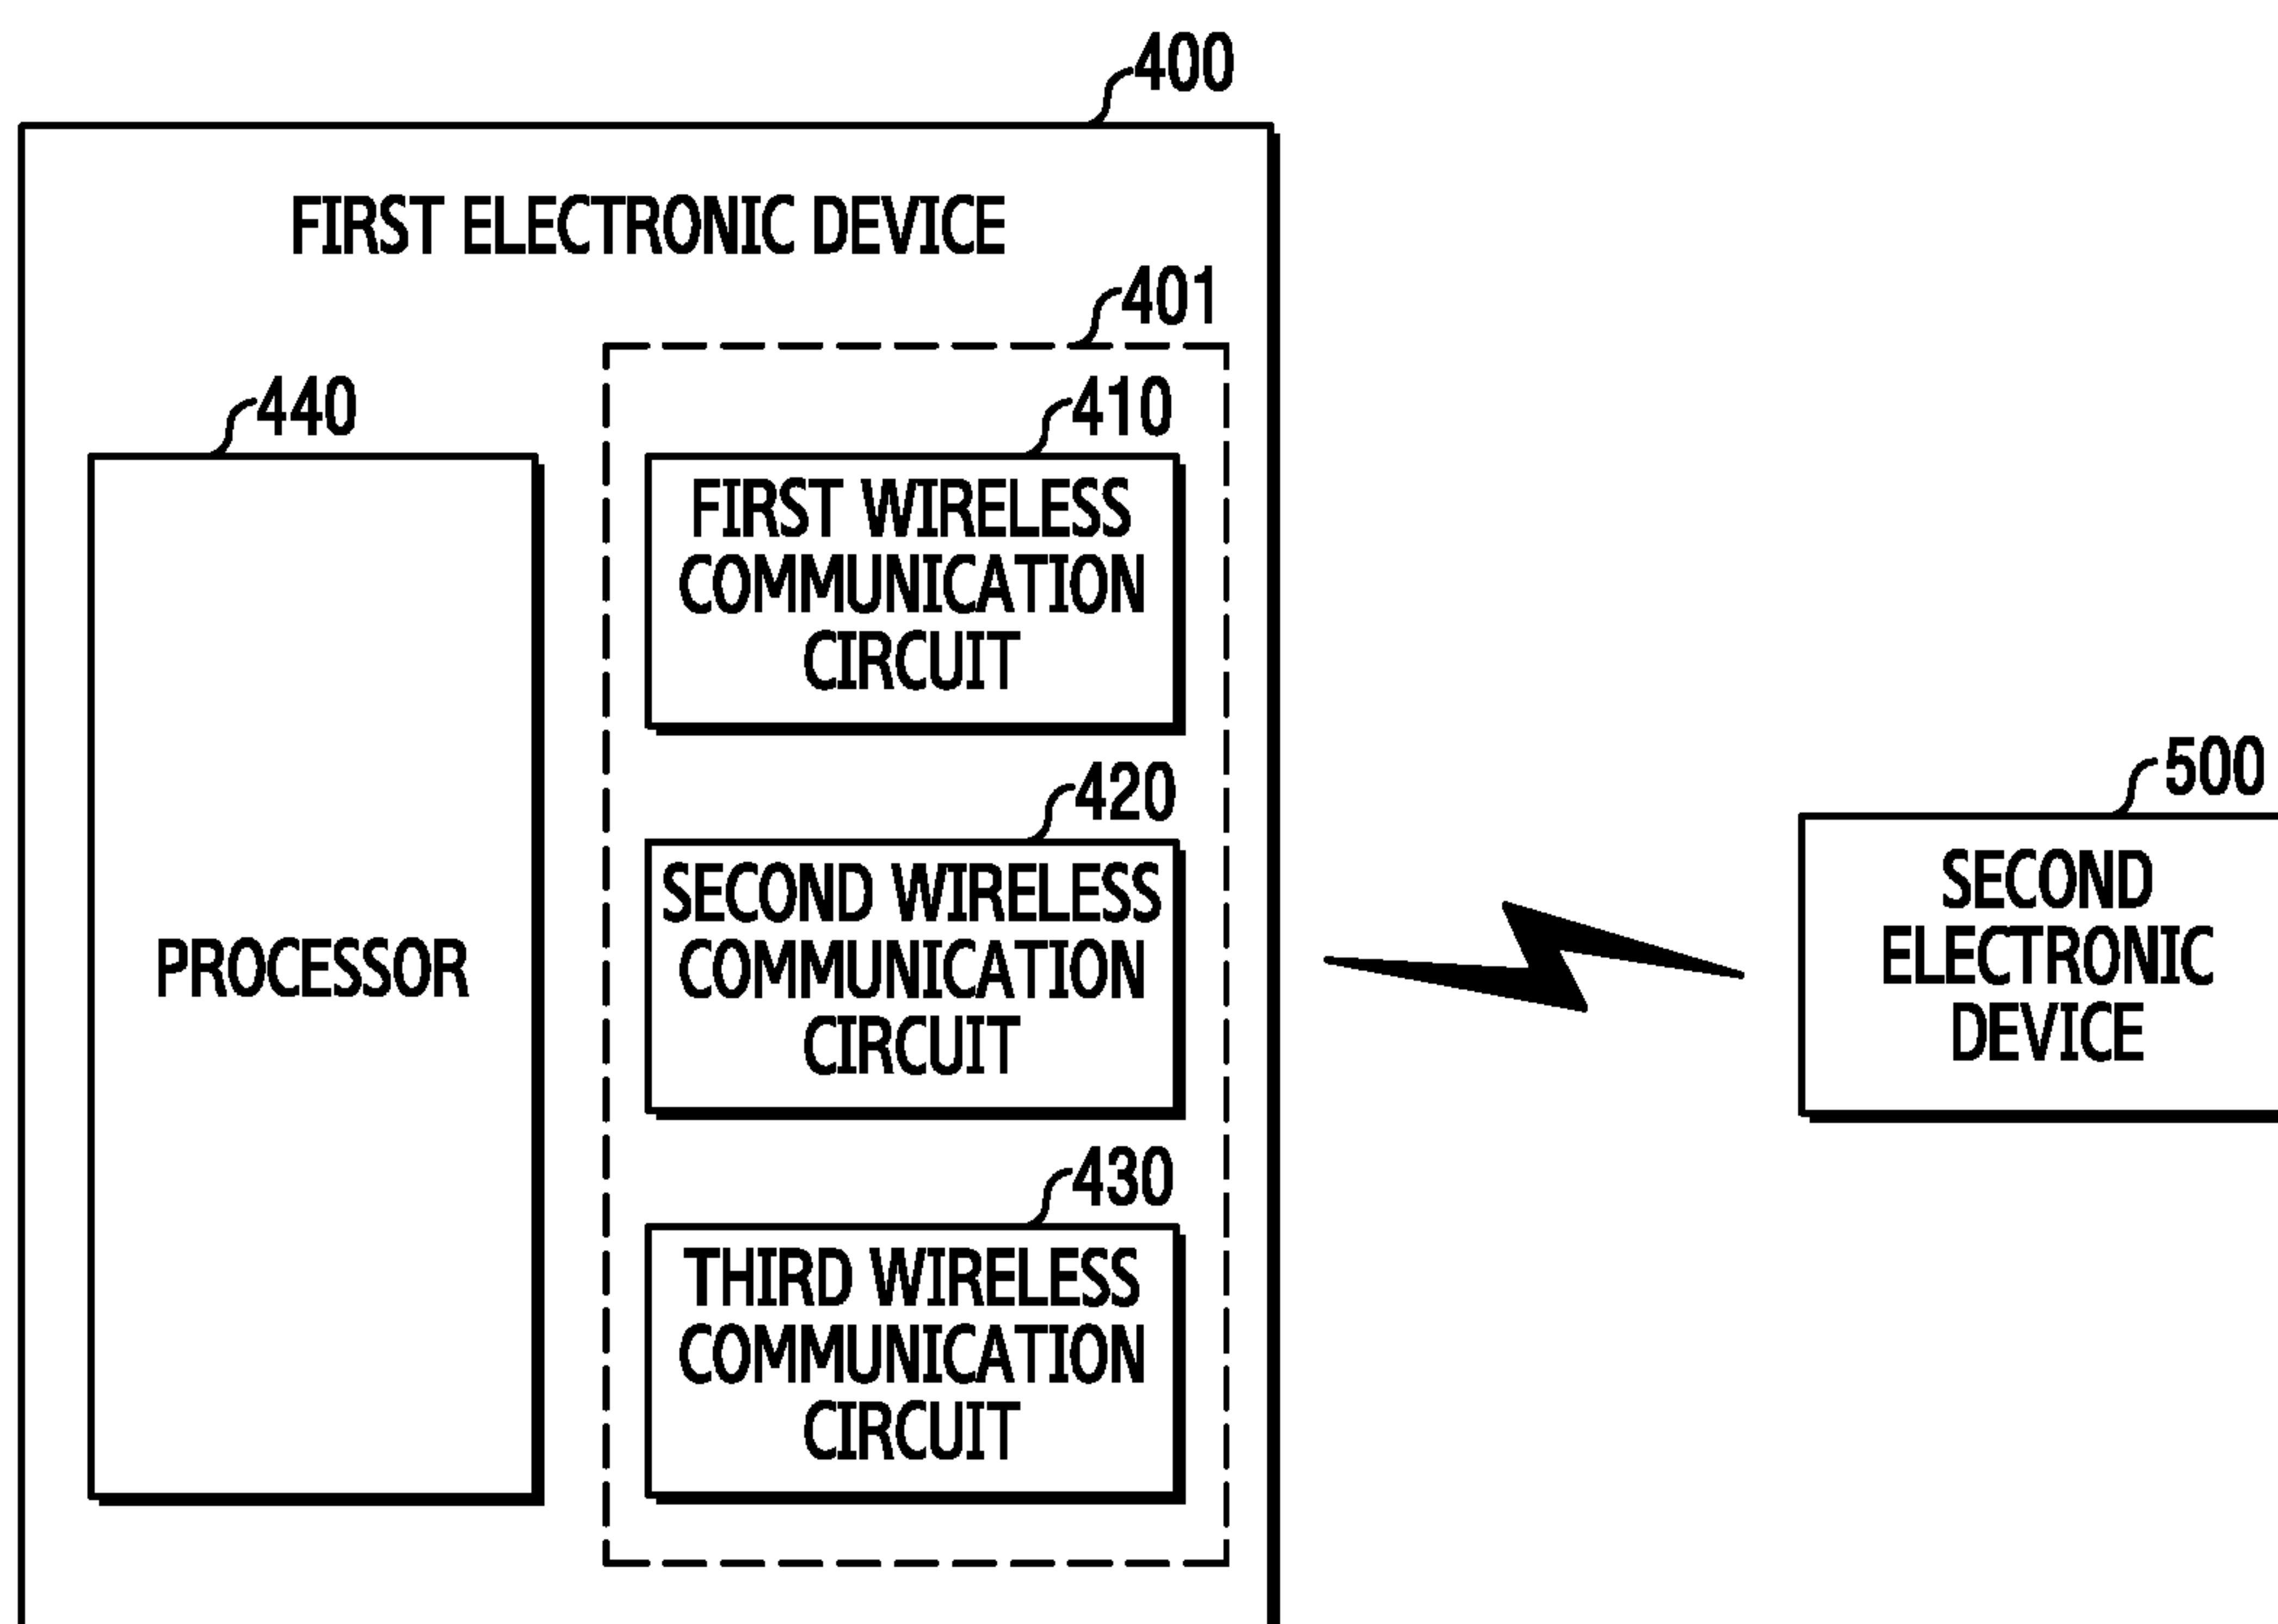 400
FIRST ELECTRONIC DEVICE
401
440
410
FIRST WIRELESS
COMMUNICATION
CIRCUIT
420
SECOND WIRELESS
COMMUNICATION
CIRCUIT
PROCESSOR
430
THIRD WIRELESS
COMMUNICATION
CIRCUIT
500
SECOND
ELECTRONIC
DEVICE